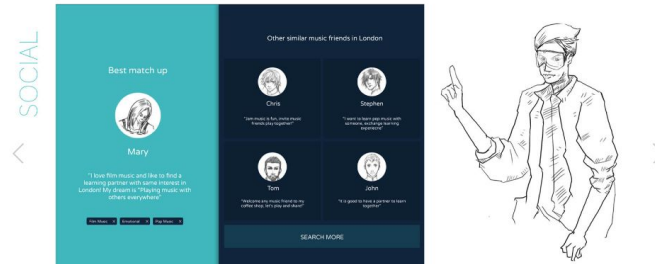 SOCIAL
Best match up
Mary
"I love film music and like to find a
learning partner with same interest in
London! My dream is "Playing music with
others everywhere"
Film Music X
Emotional X
Pop Music X
Other similar music friends in London
Chris
"Jam music is fun, invite music
friends play together!"
Stephen
"I want to learn pop music with
someone, exchange learning
experience"
Tom
"Welcome any music friend to my
coffee shop, let's play and share!"
John
"It is good to have a partner to learn
together"
SEARCH MORE